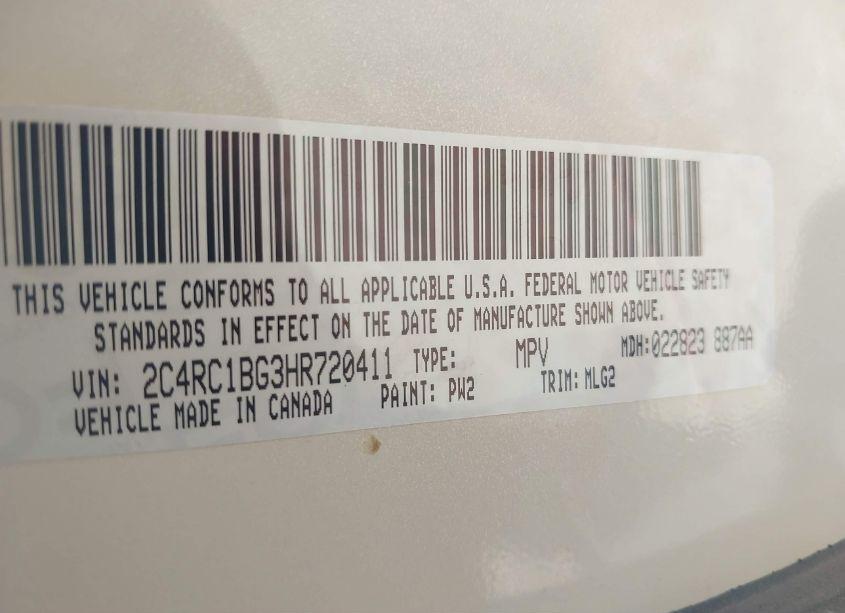 THIS VEHICLE CONFORMS TO ALL APPLICABLE U.S.A. FEDERAL MOTOR VEHICLE SAFETY
STANDARDS IN EFFECT ON THE DATE OF MANUFACTURE SHOWN ABOVE.
VIN: 2C4RC1BG3HR720411 TYPE: MPV MDH:022823 887AA
VEHICLE MADE IN CANADA PAINT: PW2 TRIM: MLG2